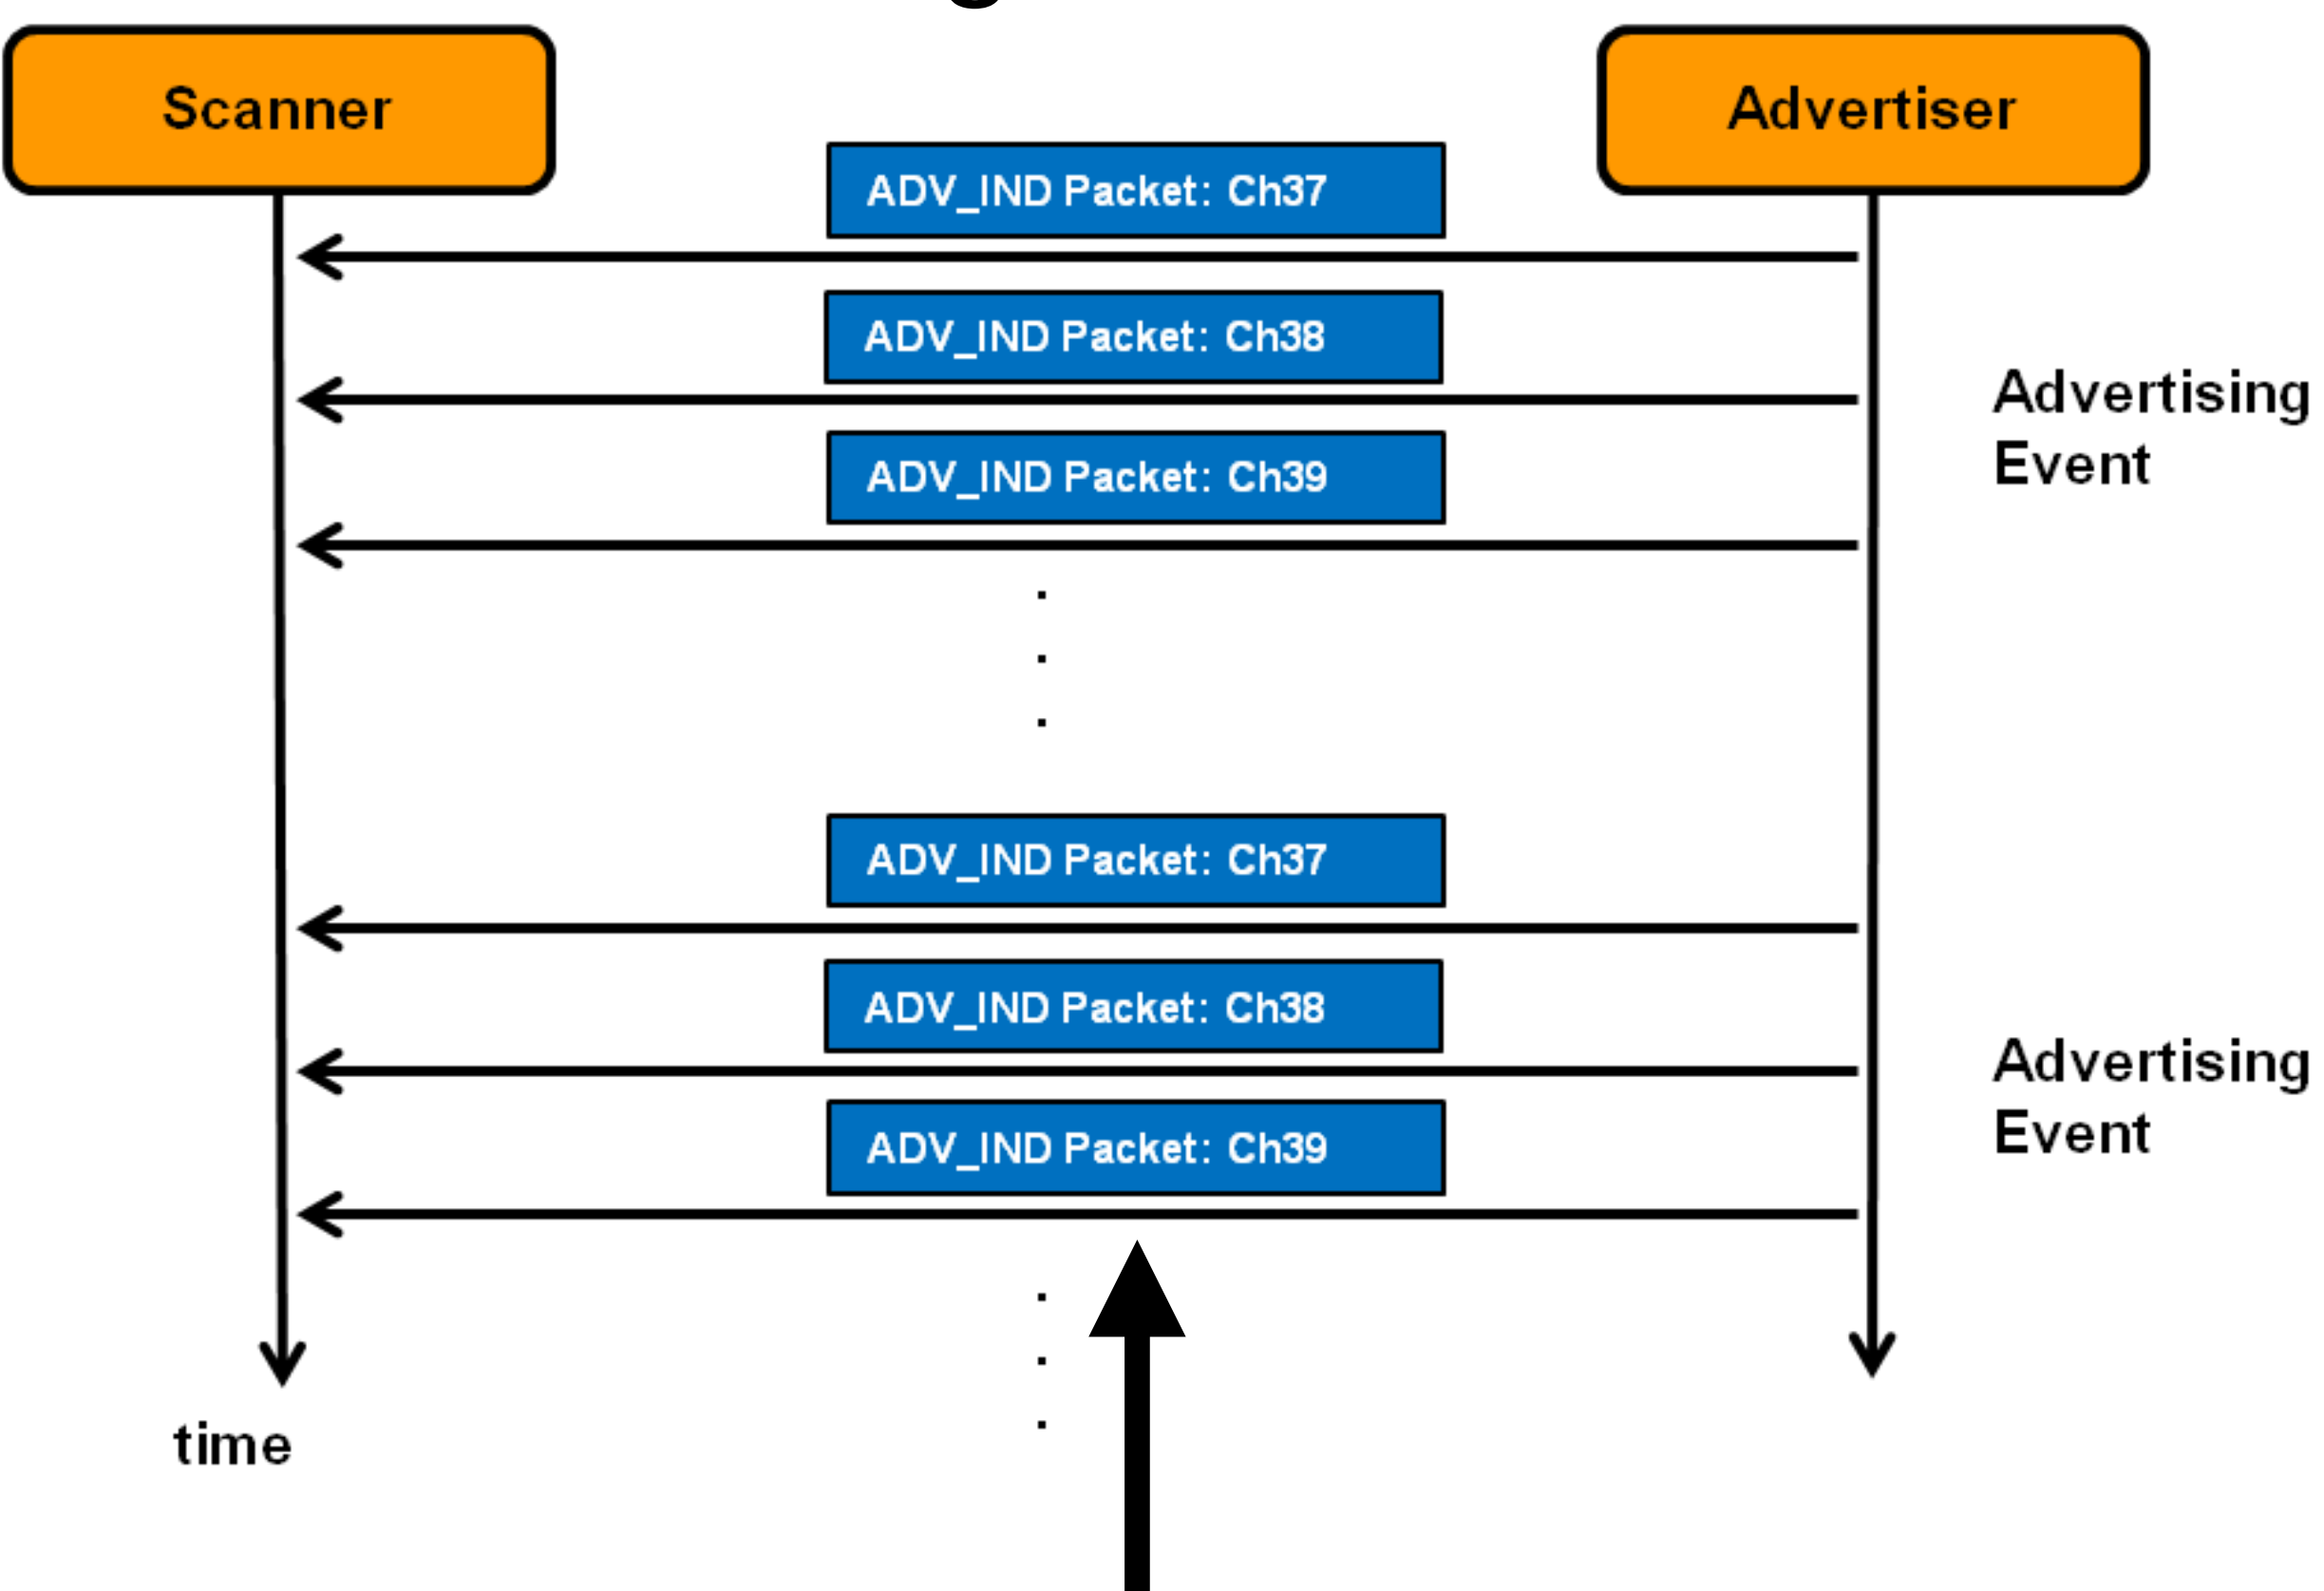 Scanner
Advertiser
ADV_IND Packet: Ch37
ADV_IND Packet: Ch38
Advertising
Event
ADV_IND Packet: Ch39
.
.
.
ADV_IND Packet: Ch37
ADV_IND Packet: Ch38
Advertising
Event
ADV_IND Packet: Ch39
.
.
.
time